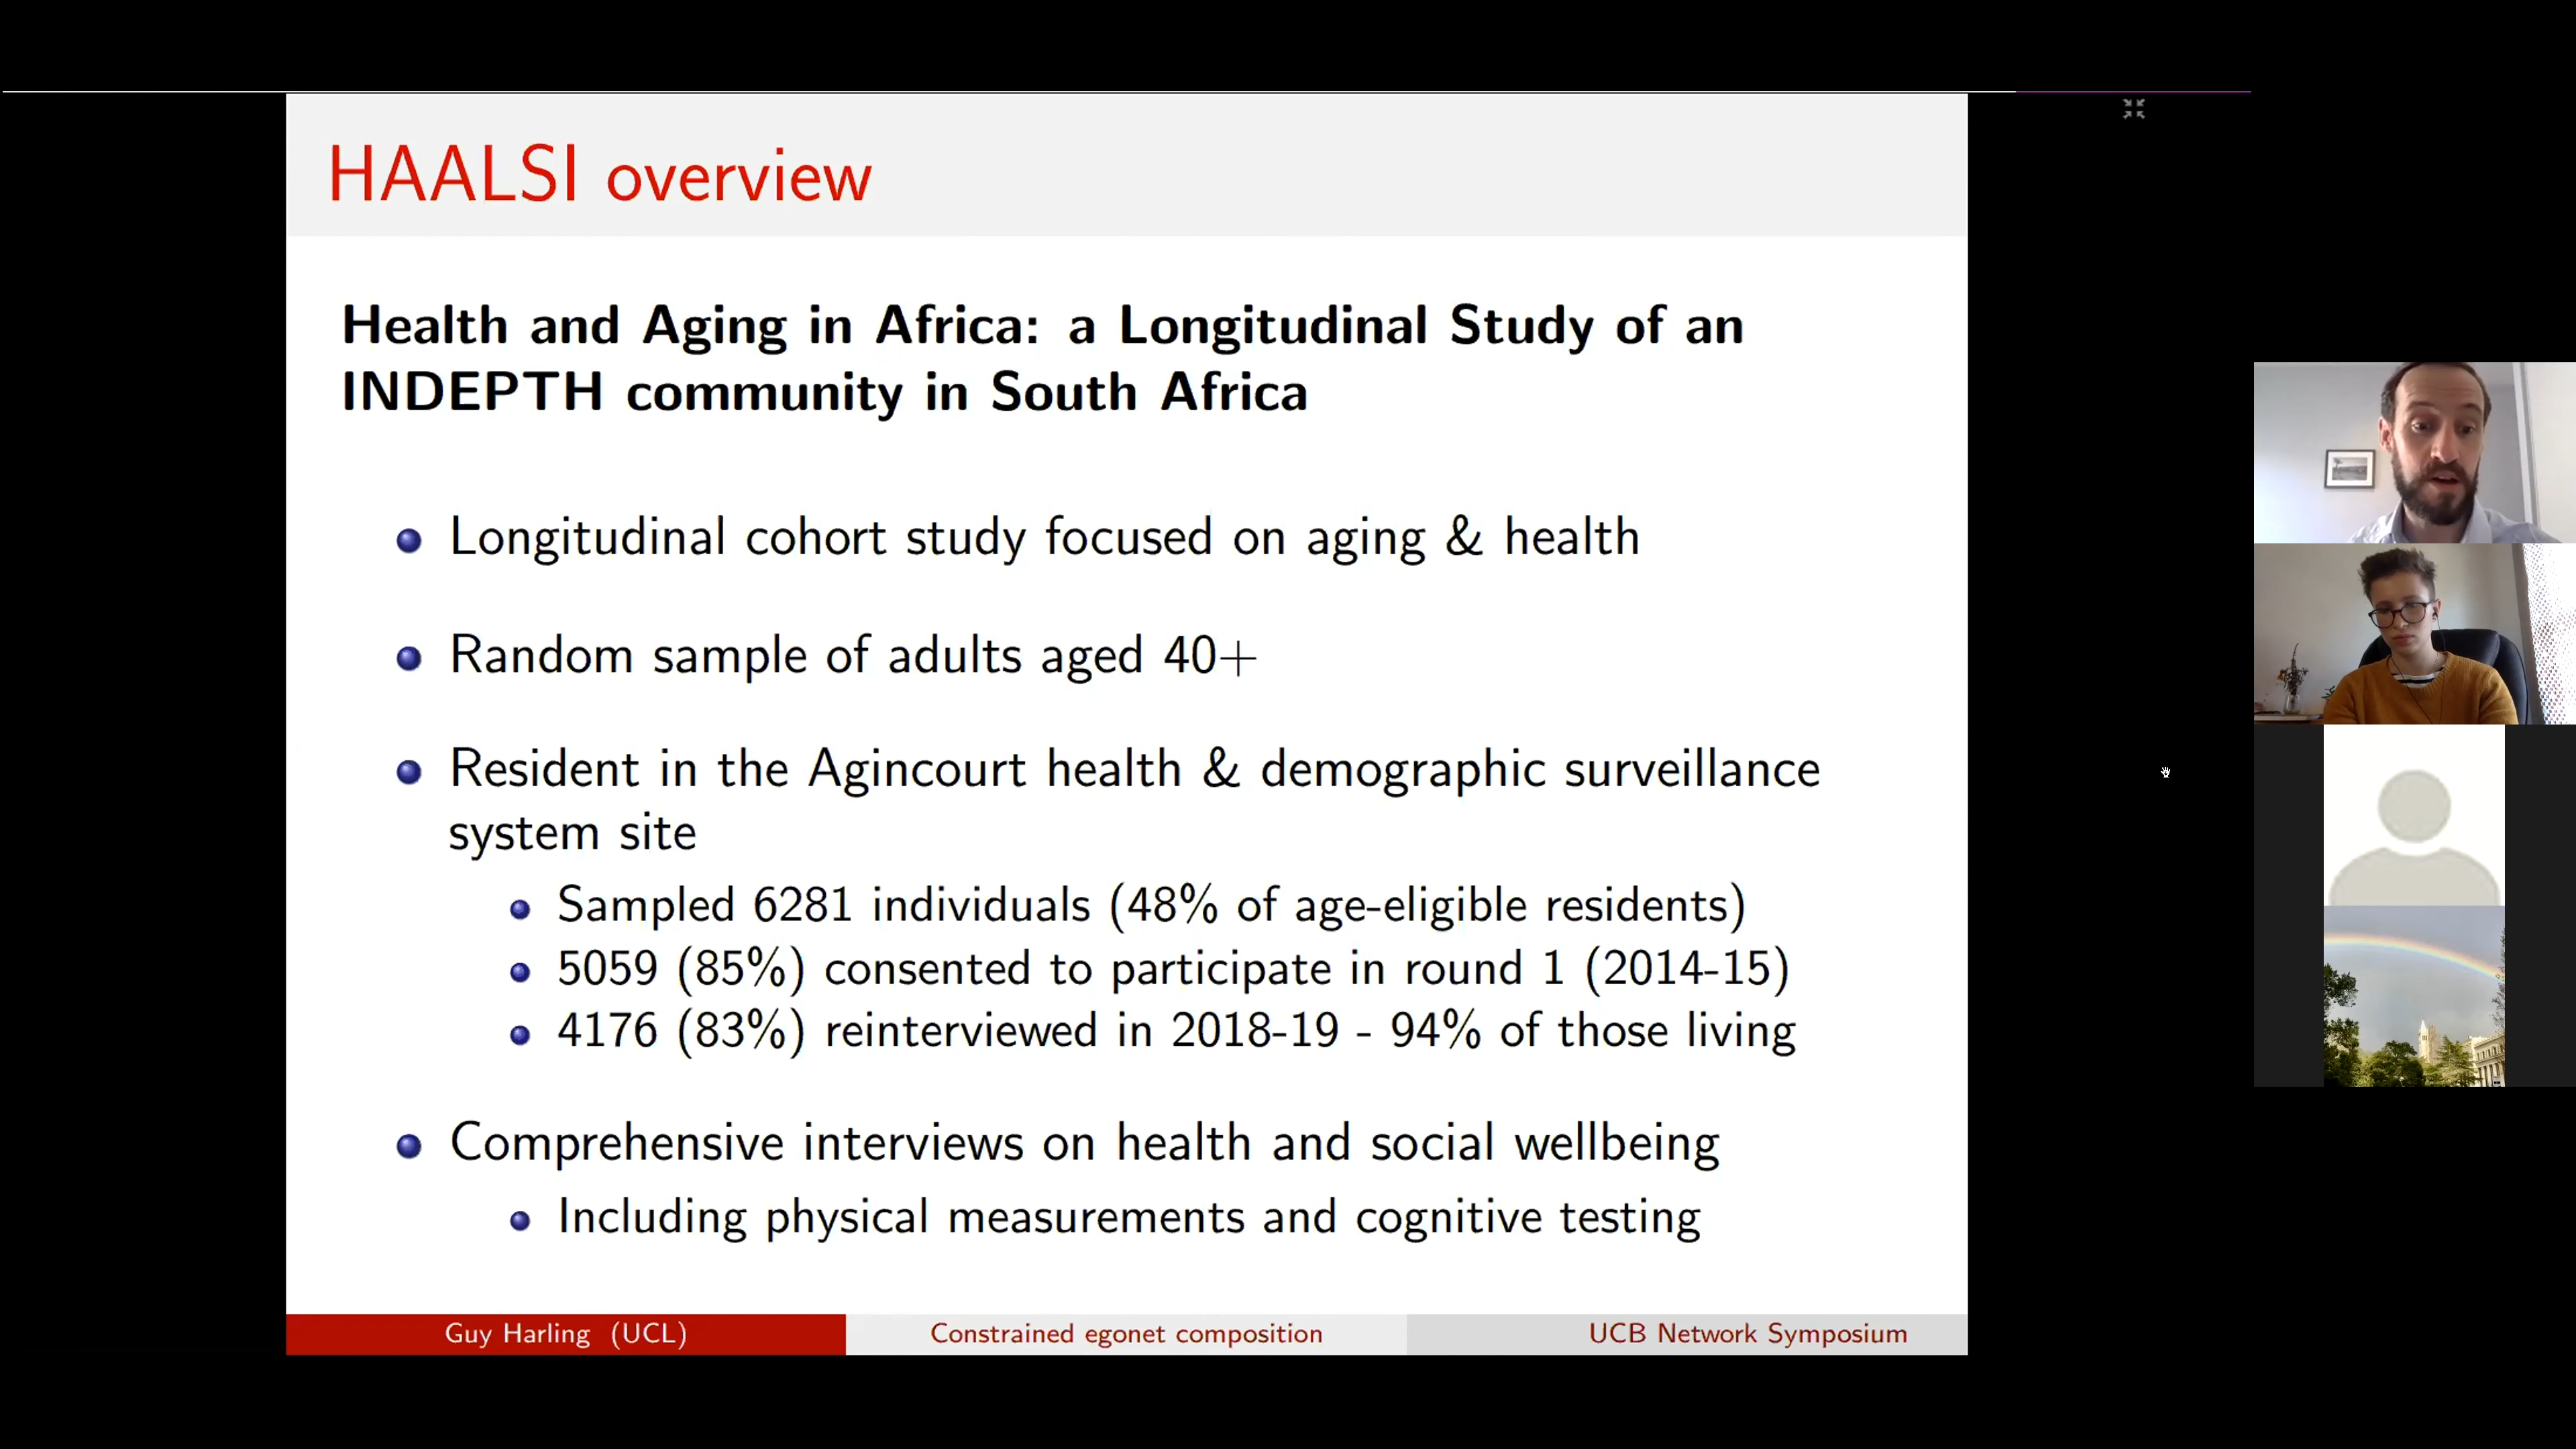 HAALSI overview
Health and Aging in Africa: a Longitudinal Study of an
INDEPTH community in South Africa
Longitudinal cohort study focused on aging & health
Random sample of adults aged 40+
Resident in the Agincourt health & demographic surveillance
system site
Sampled 6281 individuals (48% of age-eligible residents)
5059 (85%) consented to participate in round 1 (2014-15)
4176 (83%) reinterviewed in 2018-19 - 94% of those living
Comprehensive interviews on health and social wellbeing
Including physical measurements and cognitive testing
Guy Harling (UCL)
Constrained egonet composition
UCB Network Symposium